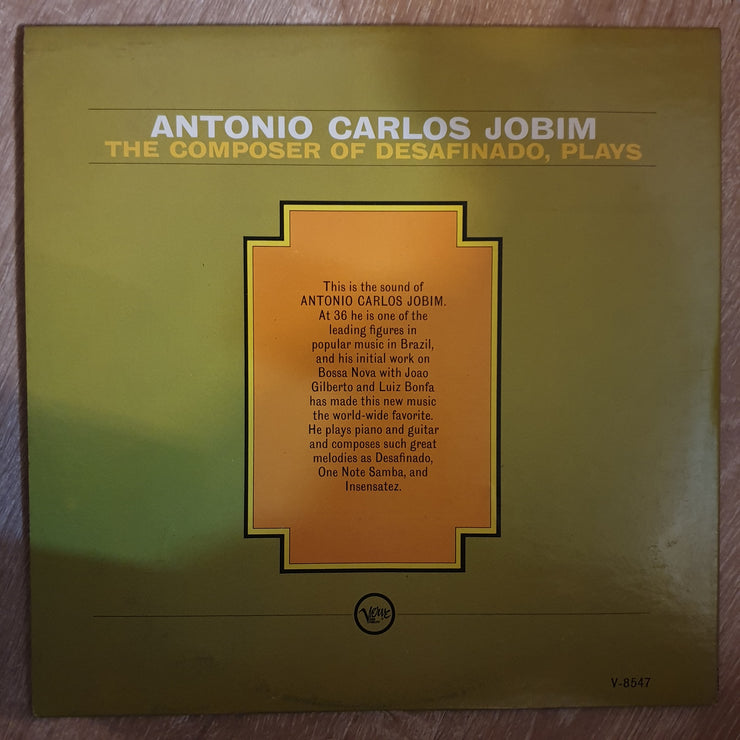 ANTONIO CARLOS JOBIM
THE COMPOSER OF DESAFINADO, PLAYS
This is the sound of
ANTONIO CARLOS JOBIM.
At 36 he is one of the
leading figures in
popular music in Brazil,
and his initial work on
Bossa Nova with Joao
Gilberto and Luiz Bonfa
has made this new music
the world-wide favorite.
He plays piano and guitar
and composes such great
melodies as Desafinado,
One Note Samba, and
Insensatez.
Verve
V-8547